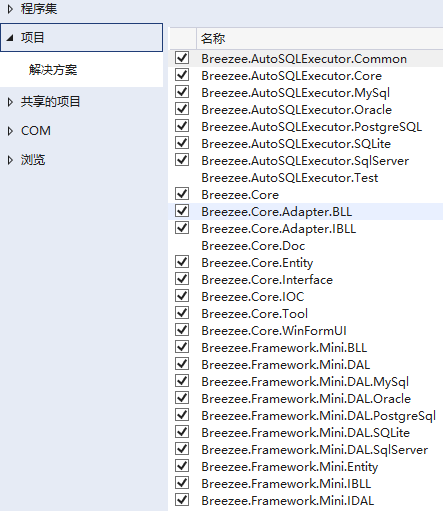 程序集
项目
解决方案
共享的项目
COM
浏览
名称
Breezee.AutoSQLExecutor.Common
Breezee.AutoSQLExecutor.Core
Breezee.AutoSQLExecutor.MySql
Breezee.AutoSQLExecutor.Oracle
Breezee.AutoSQLExecutor.PostgreSQL
Breezee.AutoSQLExecutor.SQLite
Breezee.AutoSQLExecutor.SqlServer
Breezee.AutoSQLExecutor.Test
Breezee.Core
Breezee.Core.Adapter.BLL
Breezee.Core.Adapter.IBLL
Breezee.Core.Doc
Breezee.Core.Entity
Breezee.Core.Interface
Breezee.Core.IOC
Breezee.Core.Tool
Breezee.Core.WinFormUI
Breezee.Framework.Mini.BLL
Breezee.Framework.Mini.DAL
Breezee.Framework.Mini.DAL.MySql
Breezee.Framework.Mini.DAL.Oracle
Breezee.Framework.Mini.DAL.PostgreSql
Breezee.Framework.Mini.DAL.SQLite
Breezee.Framework.Mini.DAL.SqlServer
Breezee.Framework.Mini.Entity
Breezee.Framework.Mini.IBLL
Breezee.Framework.Mini.IDAL